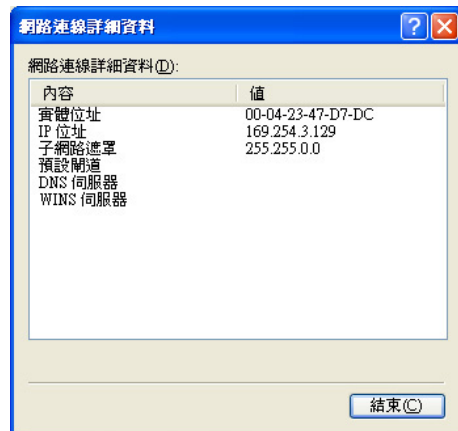 網路連線詳細資料
網路連線詳細資料(D):
內容 值
實體位址 00-04-23-47-D7-DC
IP 位址 169.254.3.129
子網路遮罩 255.255.0.0
預設閘道
DNS 伺服器
WINS 伺服器
結束(C)